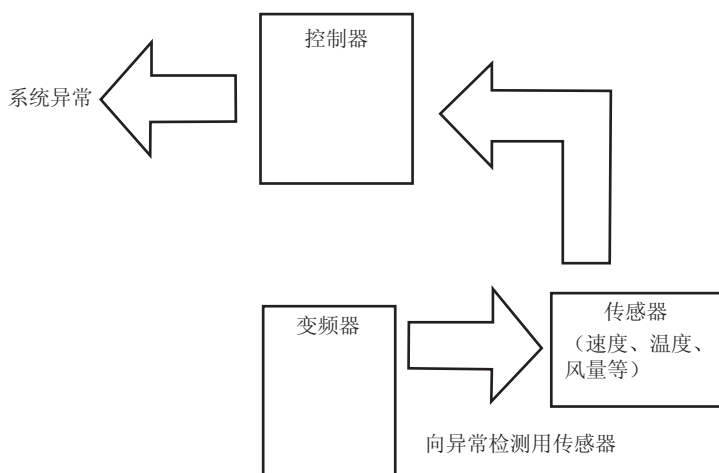 控制器
系统异常
变频器
传感器
（速度、温度、
风量等）
向异常检测用传感器